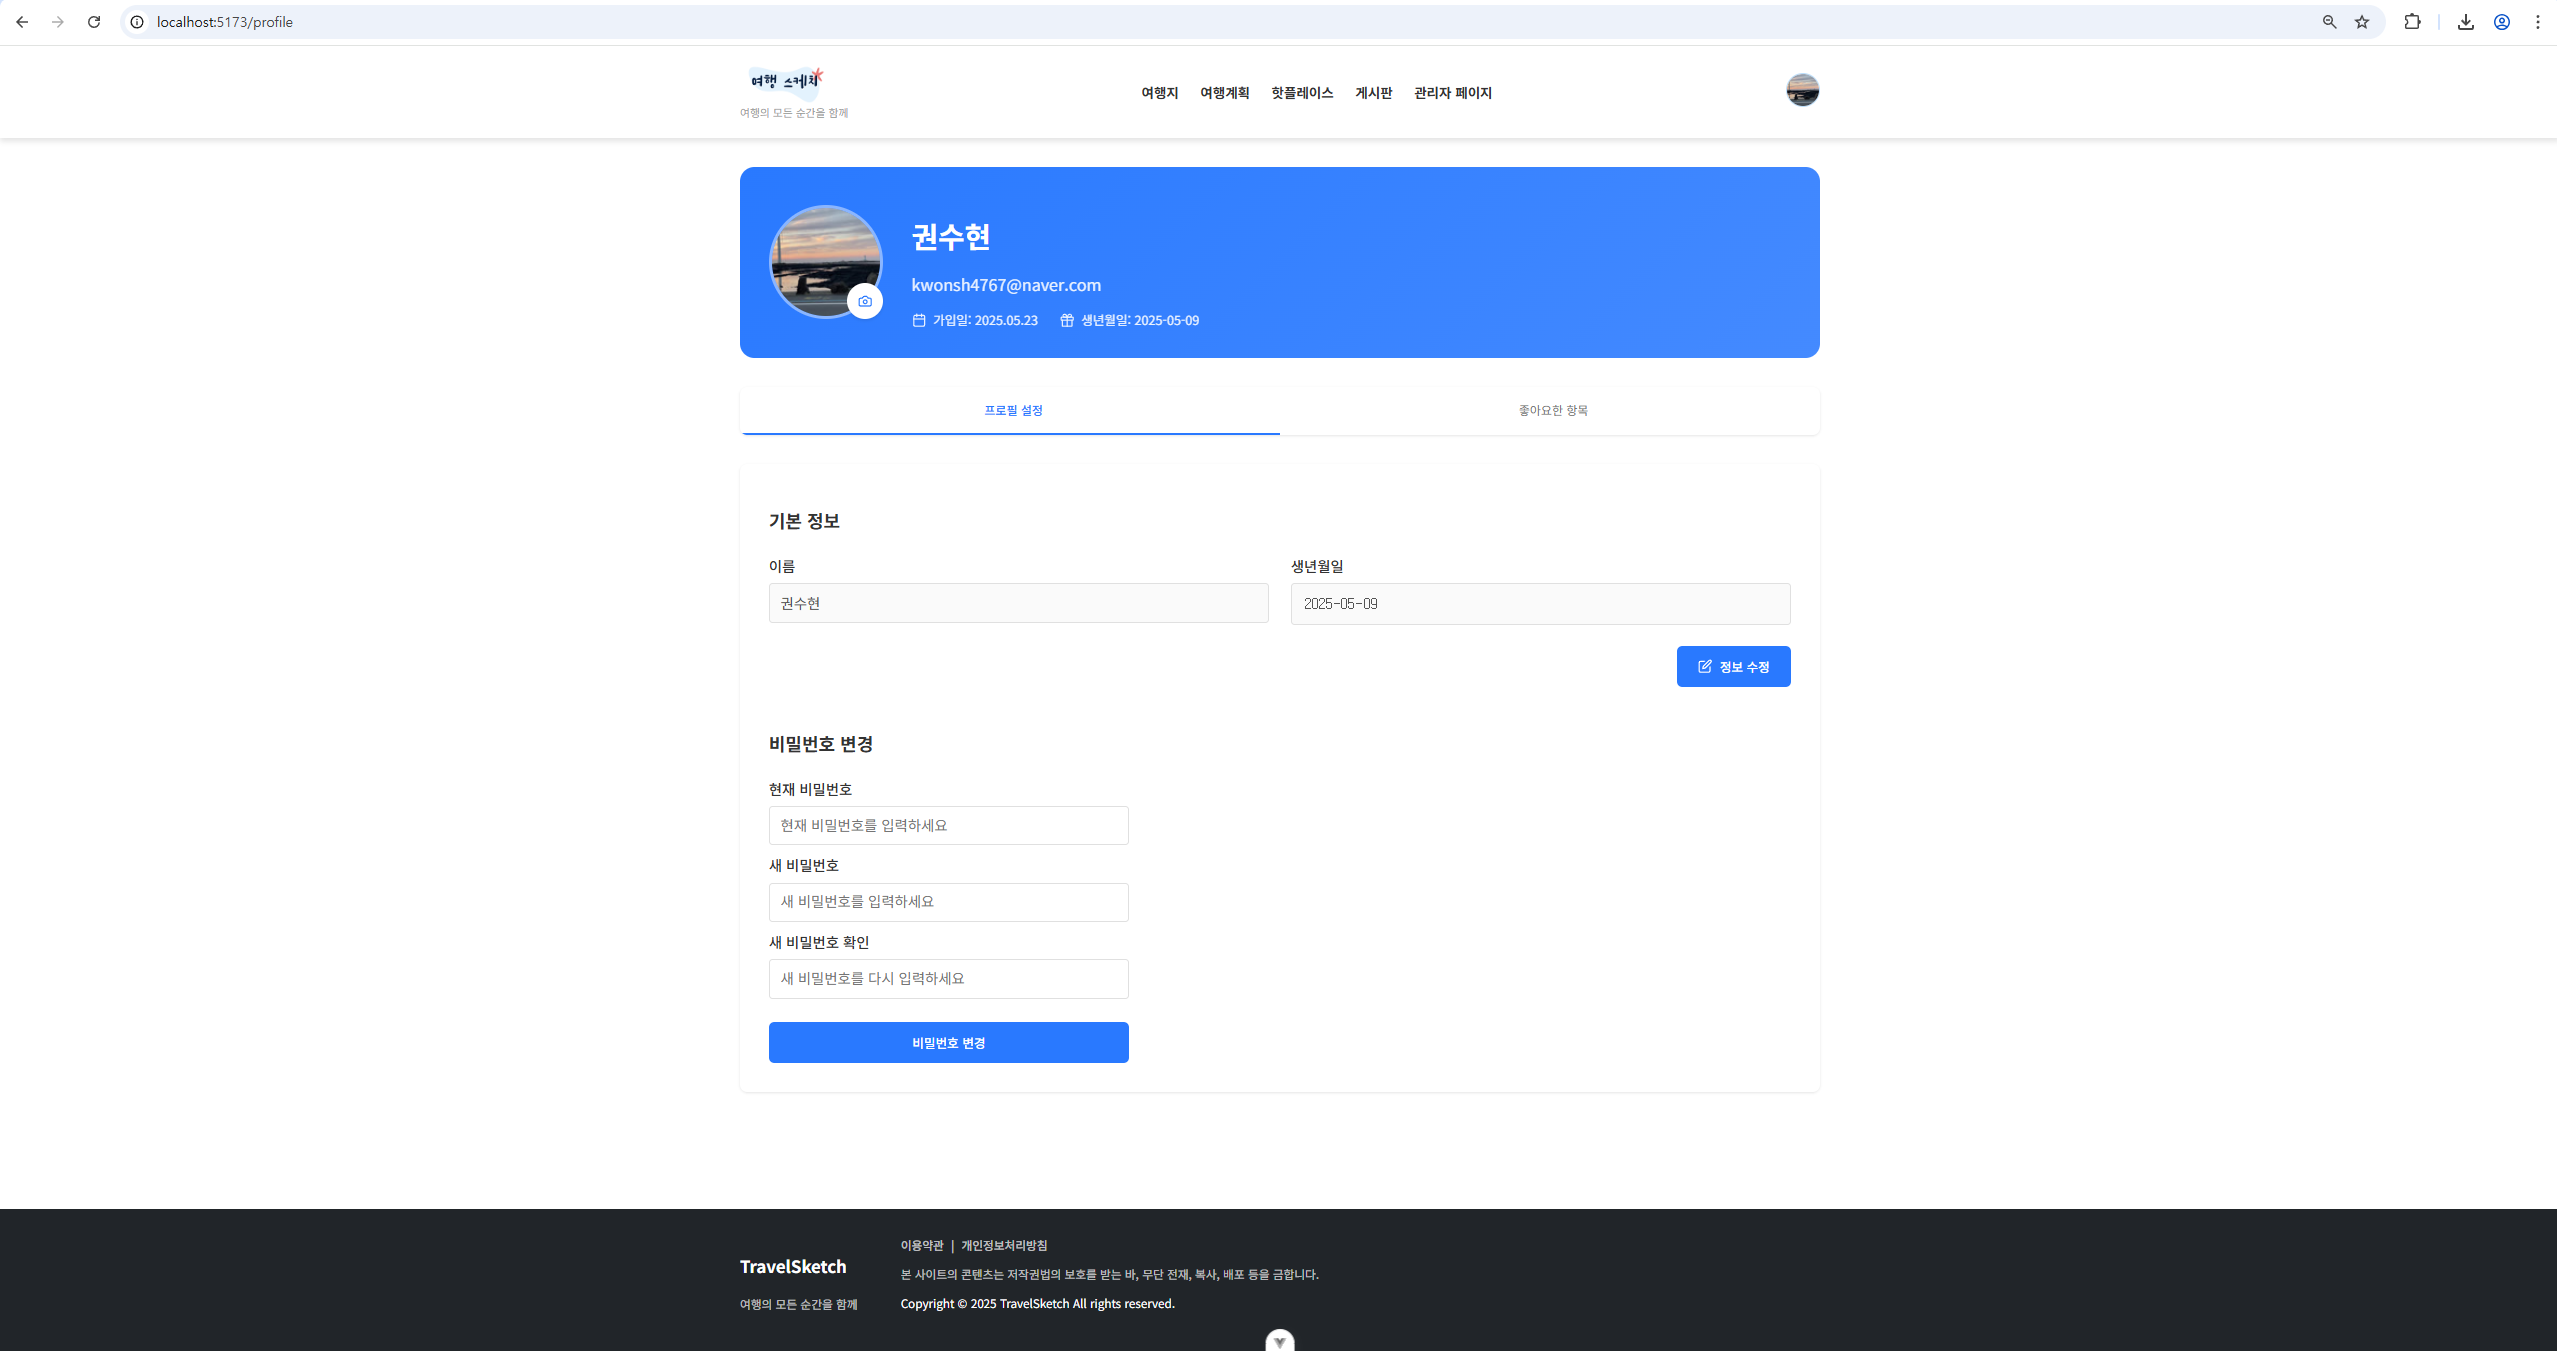 localhost:5173/profile
여행 스케치
여행의 모든 순간을 함께
여행지 여행계획 핫플레이스 게시판 관리자 페이지
권수현
kwonsh4767@naver.com
가입일: 2025.05.23 생년월일: 2025-05-09
프로필 설정 좋아요한 항목
기본 정보
이름 생년월일
권수현 2025-05-09
정보 수정
비밀번호 변경
현재 비밀번호
현재 비밀번호를 입력하세요
새 비밀번호
새 비밀번호를 입력하세요
새 비밀번호 확인
새 비밀번호를 다시 입력하세요
비밀번호 변경
TravelSketch
여행의 모든 순간을 함께
이용약관 | 개인정보처리방침
본 사이트의 콘텐츠는 저작권법의 보호를 받는 바, 무단 전재, 복사, 배포 등을 금합니다.
Copyright © 2025 TravelSketch All rights reserved.